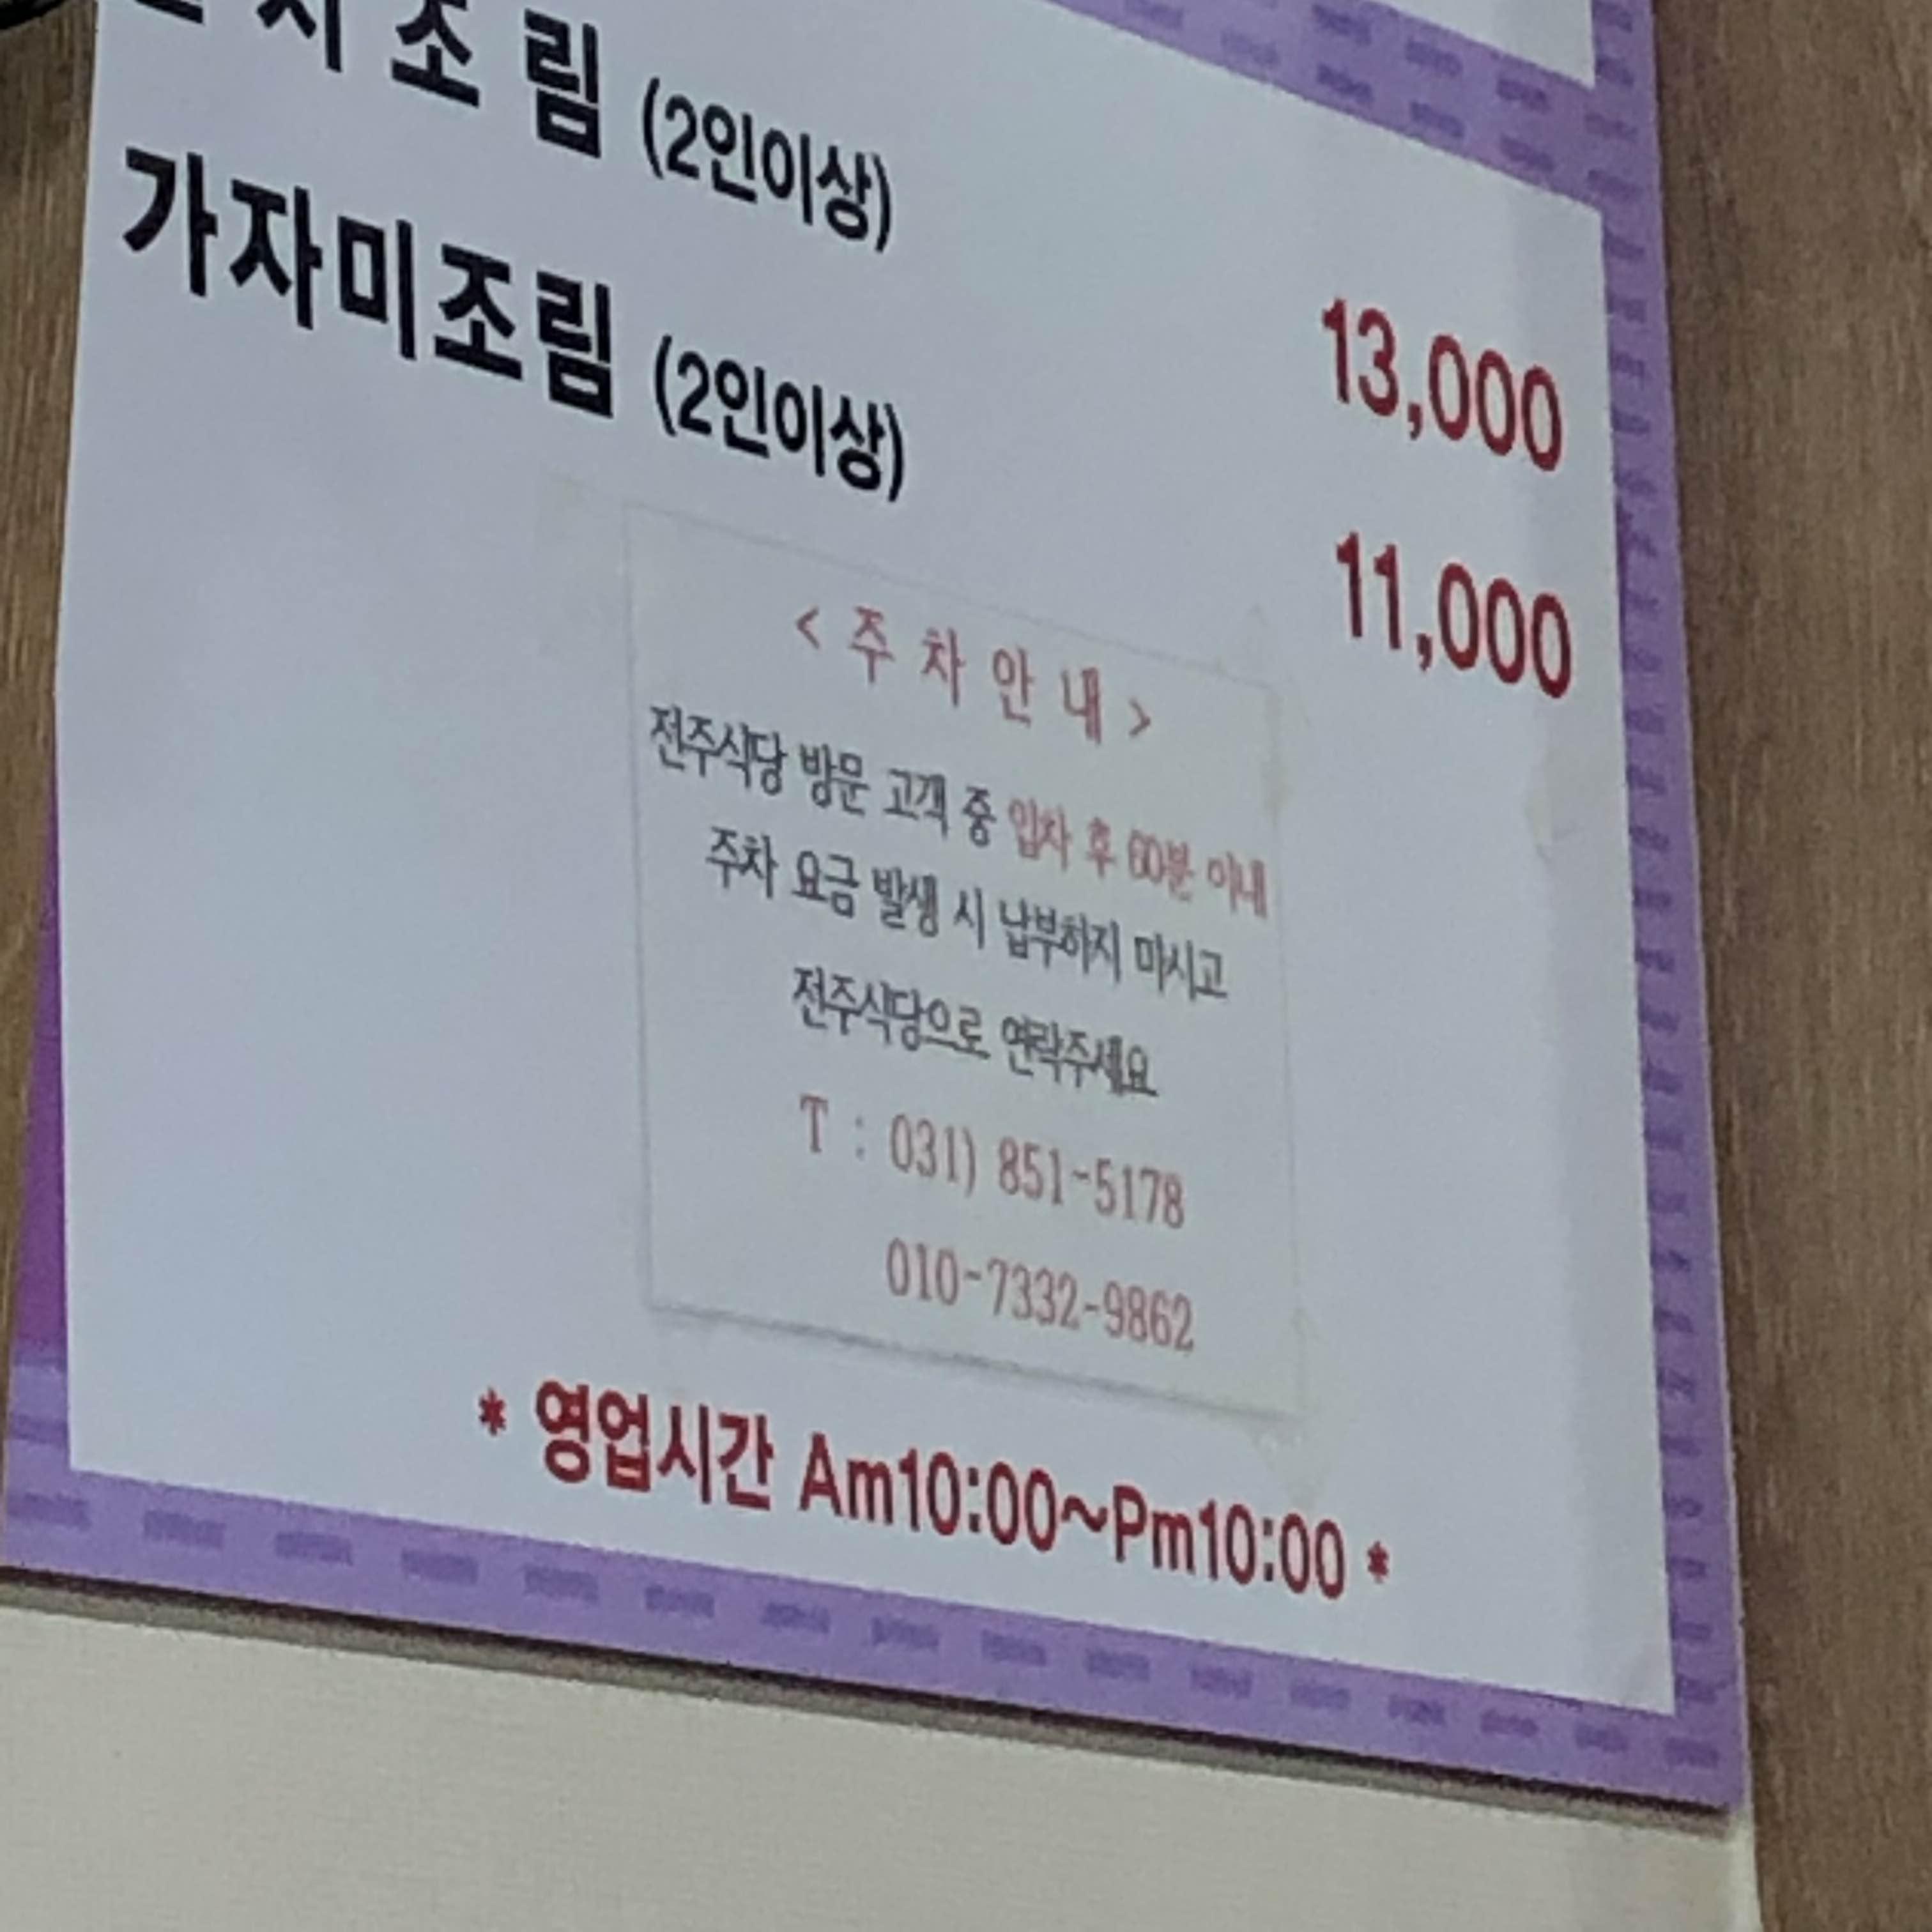 조림 (2인이상) 13,000
가자미조림 (2인이상) 11,000
< 주 차 안 내 >
전주식당 방문 고객 중 입차 후 60분 이내
주차 요금 발생 시 납부하지 마시고
전주식당으로 연락주세요
T : 031) 851-5178
010-7332-9862
* 영업시간 Am10:00~Pm10:00 *